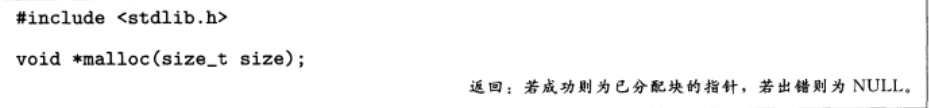 #include <stdlib.h>
void *malloc(size_t size);
返回：若成功则为已分配块的指针，若出错则为 NULL。